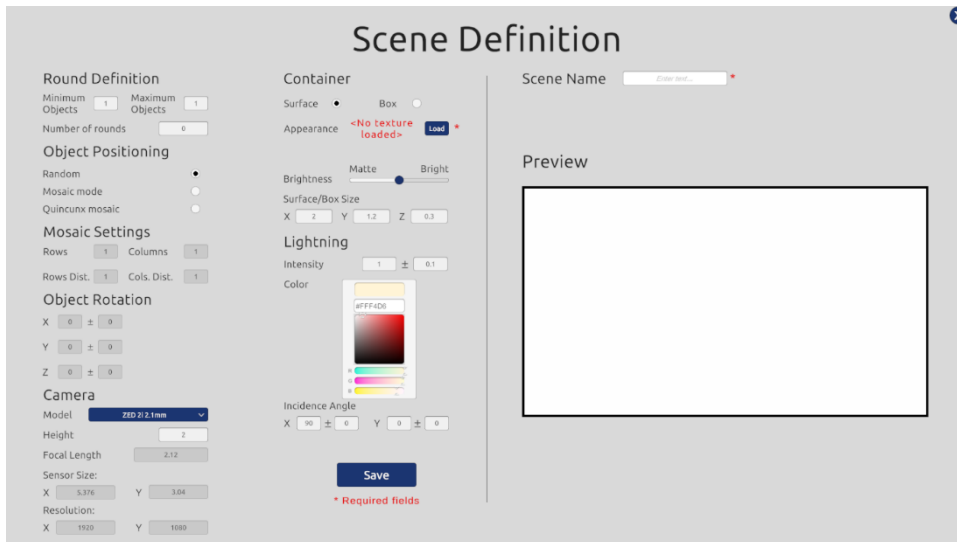 Scene Definition
Round Definition
Minimum Objects 1 Maximum Objects 1
Number of rounds 0
Object Positioning
Random
Mosaic mode
Quincunx mosaic
Mosaic Settings
Rows 1 Columns 1
Rows Dist. 1 Cols. Dist. 1
Object Rotation
X 0 ± 0
Y 0 ± 0
Z 0 ± 0
Camera
Model ZED 2i 2.1mm
Height 2
Focal Length 2.12
Sensor Size:
X 5.376 Y 3.04
Resolution:
X 1920 Y 1080
Container
Surface Box
Appearance <No texture loaded> Load *
Matte Bright
Brightness
Surface/Box Size
X 2 Y 1.2 Z 0.3
Lightning
Intensity 1 ± 0.1
Color
Incidence Angle
X 90 ± 0 Y 0 ± 0
Save
* Required fields
Scene Name Enter text... *
Preview